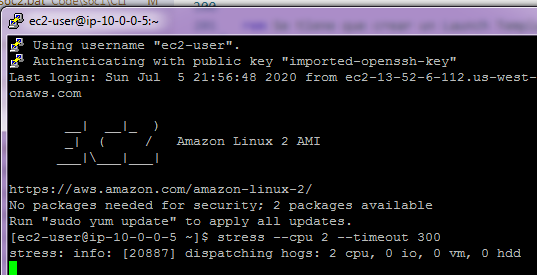 ec2-user@ip-10-0-0-5:~
Using username "ec2-user".
Authenticating with public key "imported-openssh-key"
Last login: Sun Jul  5 21:56:48 2020 from ec2-13-52-6-112.us-west-
onaws.com
       __|  __|_  )
       _|  (     /   Amazon Linux 2 AMI
      ___|\___|___|
https://aws.amazon.com/amazon-linux-2/
No packages needed for security; 2 packages available
Run "sudo yum update" to apply all updates.
[ec2-user@ip-10-0-0-5 ~]$ stress --cpu 2 --timeout 300
stress: info: [20887] dispatching hogs: 2 cpu, 0 io, 0 vm, 0 hdd